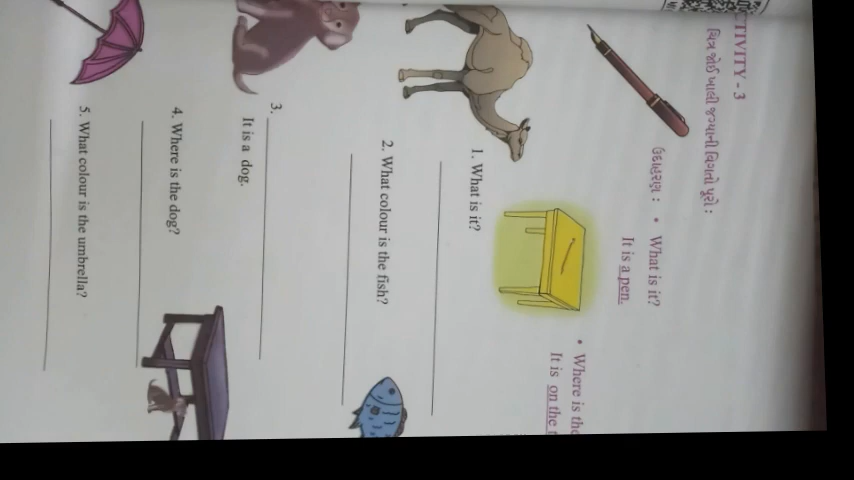 CTIVITY - 3
ચિત્ર જોઈ ખાલી જગ્યાની વિગતો પૂરો :
ઉદાહરણ : • What is it?
It is a pen.
• Where is the
It is on the t
1. What is it?
2. What colour is the fish?
3.
It is a dog.
4. Where is the dog?
5. What colour is the umbrella?